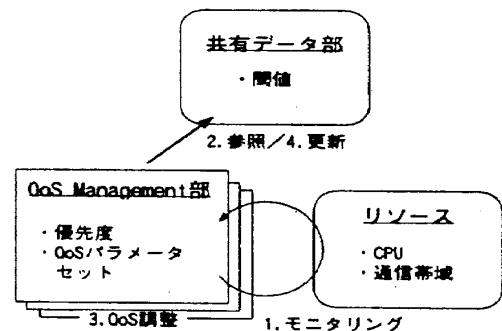 共有データ部
・閾値
2.参照／4.更新
QoS Management部
・優先度
・QoSパラメータ
セット
リソース
・CPU
・通信帯域
3.QoS調整
1.モニタリング